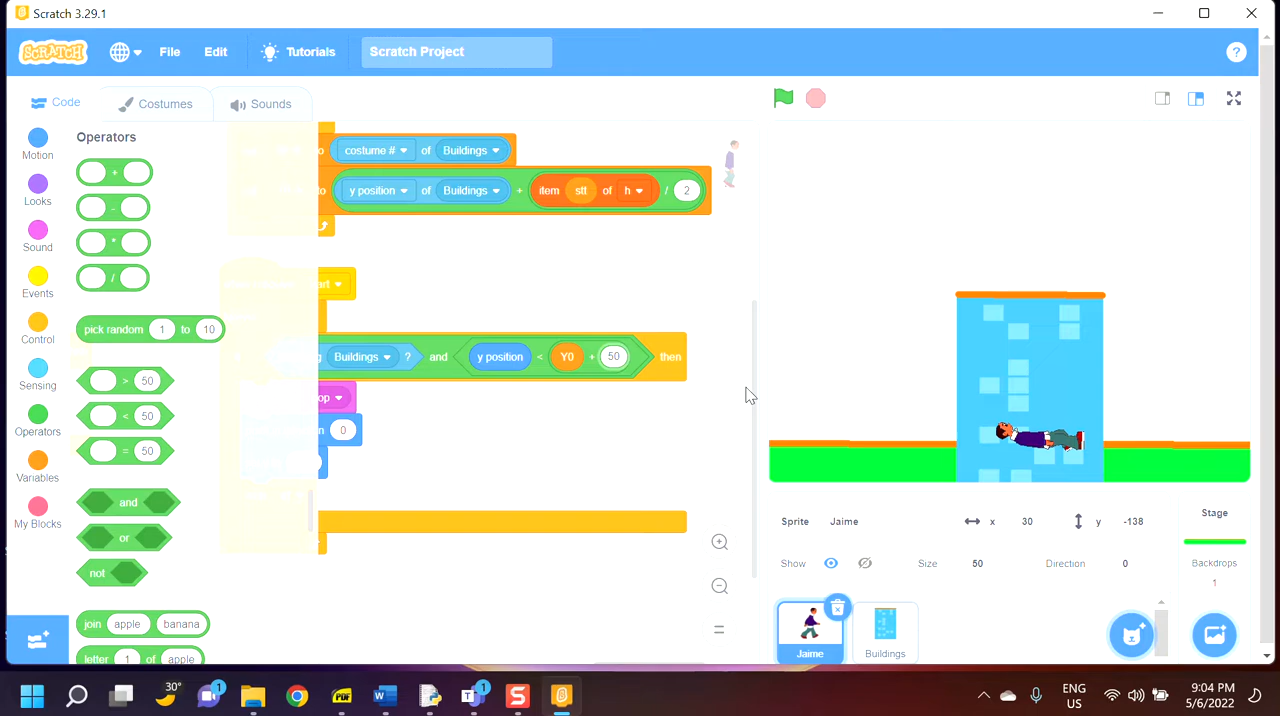 Scratch 3.29.1
SCRATCH File Edit Tutorials Scratch Project ?
Code Costumes Sounds
Motion
Looks
Sound
Events
Control
Sensing
Operators
Variables
My Blocks
Operators
+
-
*
/
pick random 1 to 10
> 50
< 50
= 50
and
or
not
join apple banana
letter 1 of apple
costume # of Buildings
y position of Buildings + item stt of h / 2
Buildings ? and y position < Y0 + 50 then
0
Sprite Jaime x 30 y -138
Show Size 50 Direction 0
Jaime
Buildings
Stage
Backdrops
1
PDF
W
1
1
S
30°
ENG
US
9:04 PM
5/6/2022